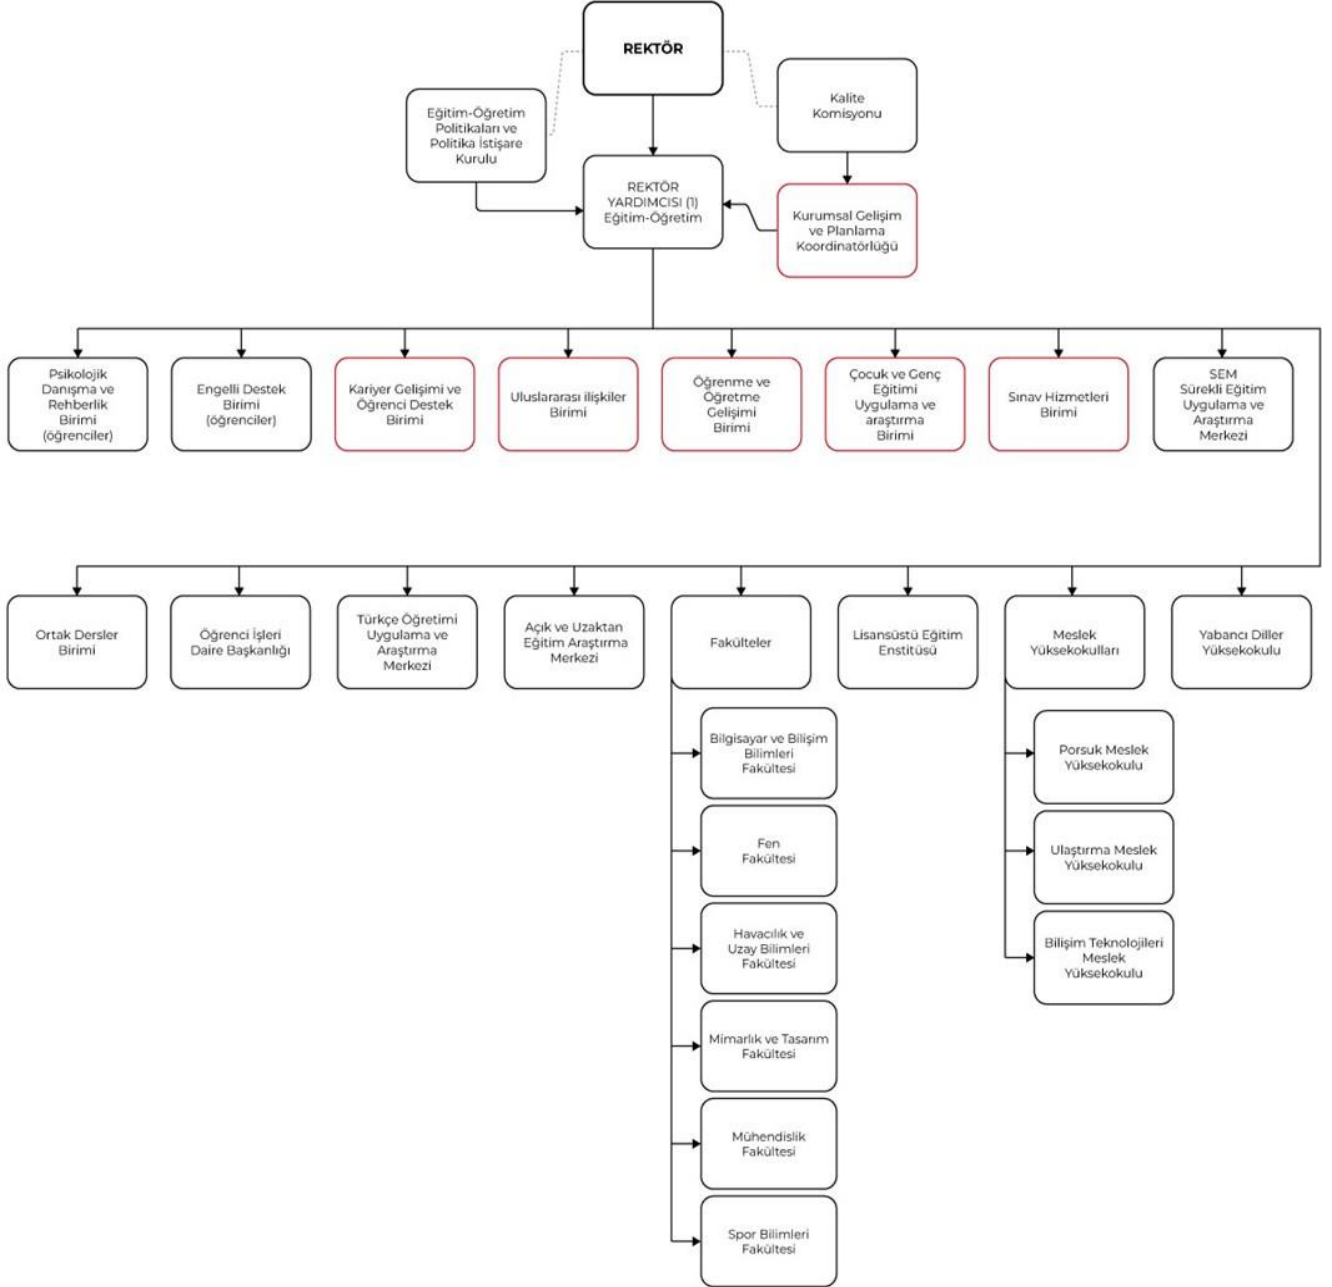 REKTÖR
Kalite
Komisyonu
Eğitim-Öğretim
Politikaları ve
Politika İstişare
Kurulu
REKTÖR
YARDIMCISI (1)
Eğitim-Öğretim
Kurumsal Gelişim
ve Planlama
Koordinatörlüğü
Psikolojik
Danışma ve
Rehberlik
Birimi
(öğrenciler)
Engelli Destek
Birimi
(öğrenciler)
Kariyer Gelişimi ve
Öğrenci Destek
Birimi
Uluslararası ilişkiler
Birimi
Öğrenme ve
Öğretme
Gelişimi
Birimi
Çocuk ve Genç
Eğitimi
Uygulama ve
araştırma
Birimi
Sınav Hizmetleri
Birimi
SEM
Sürekli Eğitim
Uygulama ve
Araştırma
Merkezi
Ortak Dersler
Birimi
Öğrenci İşleri
Daire Başkanlığı
Türkçe Öğretimi
Uygulama ve
Araştırma
Merkezi
Açık ve Uzaktan
Eğitim Araştırma
Merkezi
Fakülteler
Lisansüstü Eğitim
Enstitüsü
Meslek
Yüksekokulları
Yabancı Diller
Yüksekokulu
Bilgisayar ve Bilişim
Bilimleri
Fakültesi
Fen
Fakültesi
Havacılık ve
Uzay Bilimleri
Fakültesi
Mimarlık ve Tasarım
Fakültesi
Mühendislik
Fakültesi
Spor Bilimleri
Fakültesi
Porsuk Meslek
Yüksekokulu
Ulaştırma Meslek
Yüksekokulu
Bilişim Teknolojileri
Meslek
Yüksekokulu